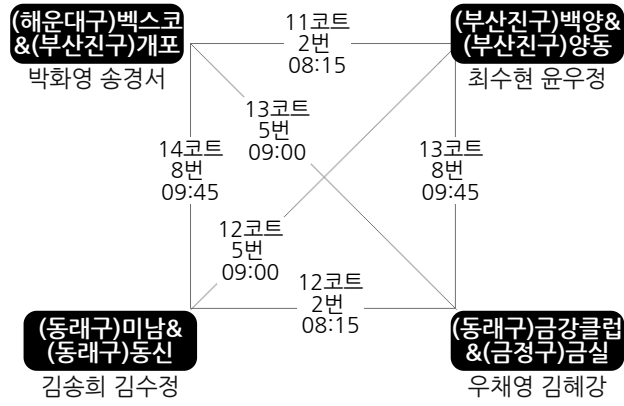 (해운대구)벡스코
&(부산진구)개포
박화영 송경서
11코트
2번
08:15
(부산진구)백양&
(부산진구)양동
최수현 윤우정
13코트
5번
09:00
14코트
8번
09:45
13코트
8번
09:45
12코트
5번
09:00
12코트
2번
08:15
(동래구)미남&
(동래구)동신
김송희 김수정
(동래구)금강클럽
&(금정구)금실
우채영 김혜강